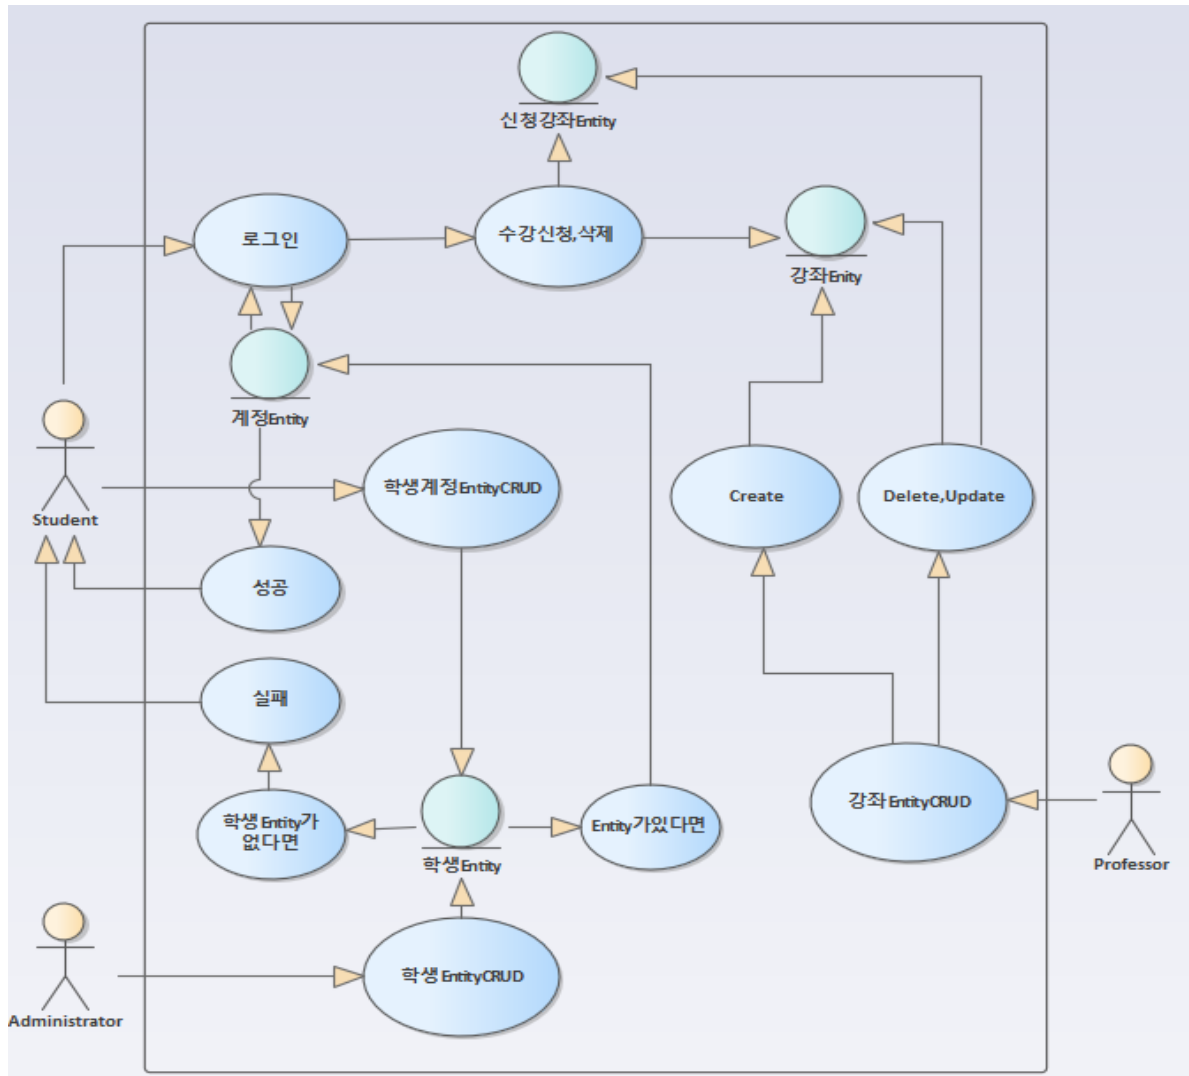 신청강좌Entity
로그인
수강신청,삭제
강좌Enity
계정Entity
학생계정EntityCRUD
Create
Delete,Update
Student
성공
실패
학생Entity가
없다면
Entity가있다면
강좌EntityCRUD
학생Entity
Professor
학생EntityCRUD
Administrator